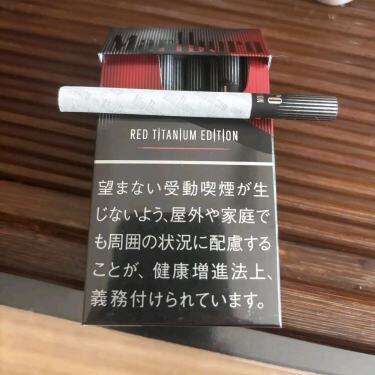 Marlboro
RED TITANIUM EDITION
望まない受動喫煙が生
じないよう、屋外や家庭で
も周囲の状況に配慮する
ことが、健康増進法上、
義務付けられています。